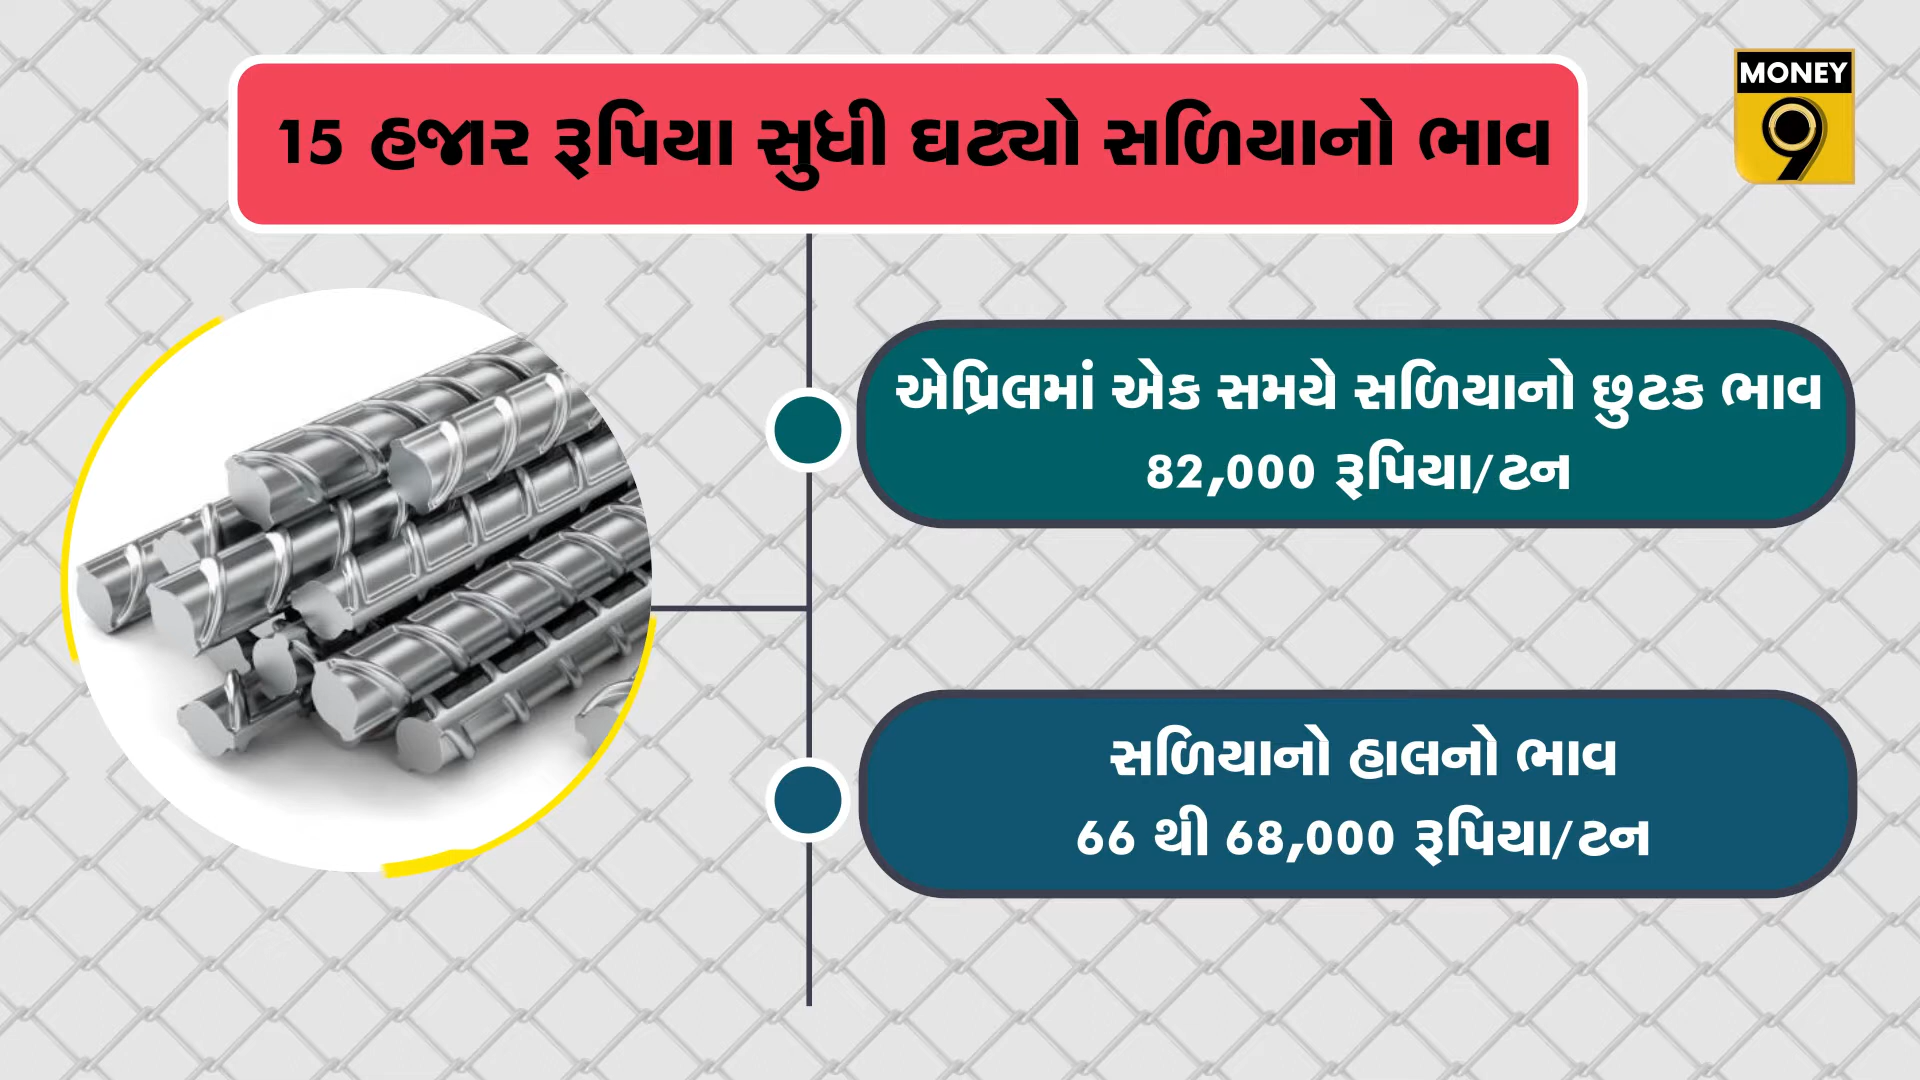 15 હજાર રૂપિયા સુધી ઘટ્યો સળિયાનો ભાવ
MONEY
9
એપ્રિલમાં એક સમયે સળિયાનો છુટક ભાવ
82,000 રૂપિયા/ટન
સળિયાનો હાલનો ભાવ
66 થી 68,000 રૂપિયા/ટન